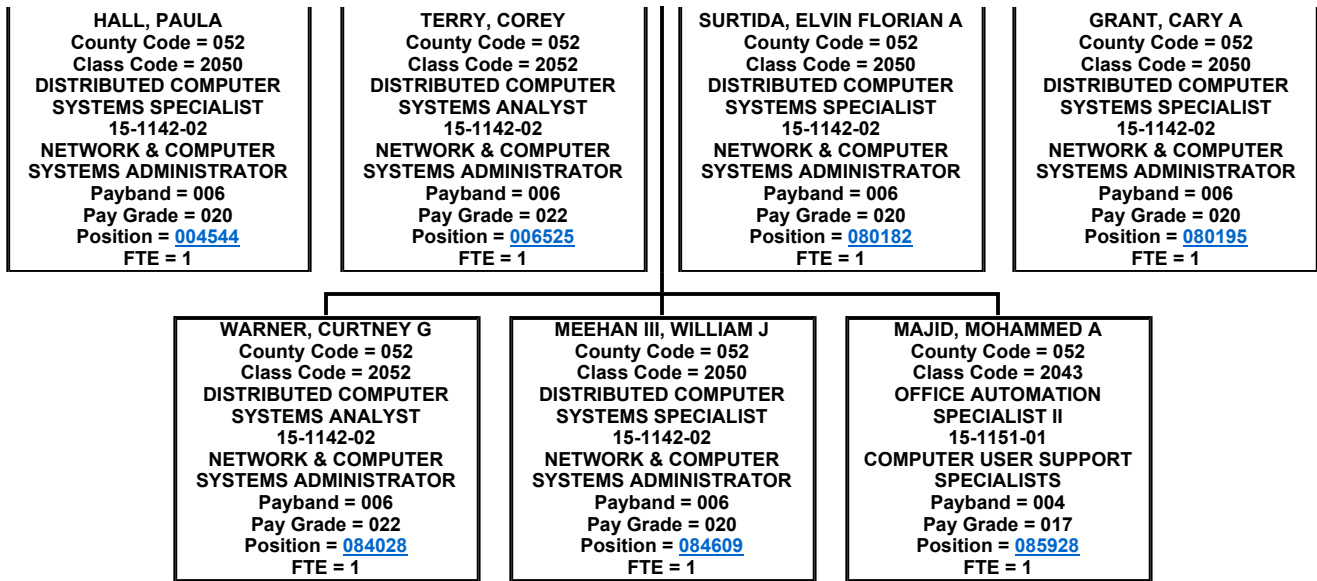 HALL, PAULA
County Code = 052
Class Code = 2050
DISTRIBUTED COMPUTER
SYSTEMS SPECIALIST
15-1142-02
NETWORK & COMPUTER
SYSTEMS ADMINISTRATOR
Payband = 006
Pay Grade = 020
Position = 004544
FTE = 1
TERRY, COREY
County Code = 052
Class Code = 2052
DISTRIBUTED COMPUTER
SYSTEMS ANALYST
15-1142-02
NETWORK & COMPUTER
SYSTEMS ADMINISTRATOR
Payband = 006
Pay Grade = 022
Position = 006525
FTE = 1
SURTIDA, ELVIN FLORIAN A
County Code = 052
Class Code = 2050
DISTRIBUTED COMPUTER
SYSTEMS SPECIALIST
15-1142-02
NETWORK & COMPUTER
SYSTEMS ADMINISTRATOR
Payband = 006
Pay Grade = 020
Position = 080182
FTE = 1
GRANT, CARY A
County Code = 052
Class Code = 2050
DISTRIBUTED COMPUTER
SYSTEMS SPECIALIST
15-1142-02
NETWORK & COMPUTER
SYSTEMS ADMINISTRATOR
Payband = 006
Pay Grade = 020
Position = 080195
FTE = 1
WARNER, CURTNEY G
County Code = 052
Class Code = 2052
DISTRIBUTED COMPUTER
SYSTEMS ANALYST
15-1142-02
NETWORK & COMPUTER
SYSTEMS ADMINISTRATOR
Payband = 006
Pay Grade = 022
Position = 084028
FTE = 1
MEEHAN III, WILLIAM J
County Code = 052
Class Code = 2050
DISTRIBUTED COMPUTER
SYSTEMS SPECIALIST
15-1142-02
NETWORK & COMPUTER
SYSTEMS ADMINISTRATOR
Payband = 006
Pay Grade = 020
Position = 084609
FTE = 1
MAJID, MOHAMMED A
County Code = 052
Class Code = 2043
OFFICE AUTOMATION
SPECIALIST II
15-1151-01
COMPUTER USER SUPPORT
SPECIALISTS
Payband = 004
Pay Grade = 017
Position = 085928
FTE = 1